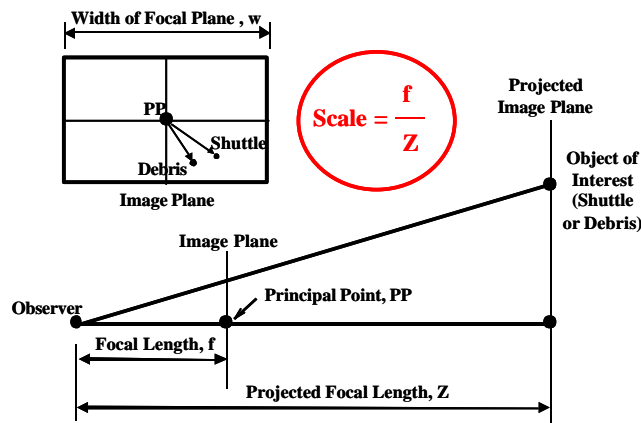 Width of Focal Plane , w
PP
Shuttle
Debris
Image Plane
Scale = f
Z
Projected
Image Plane
Object of
Interest
(Shuttle
or Debris)
Image Plane
Principal Point, PP
Observer
Focal Length, f
Projected Focal Length, Z